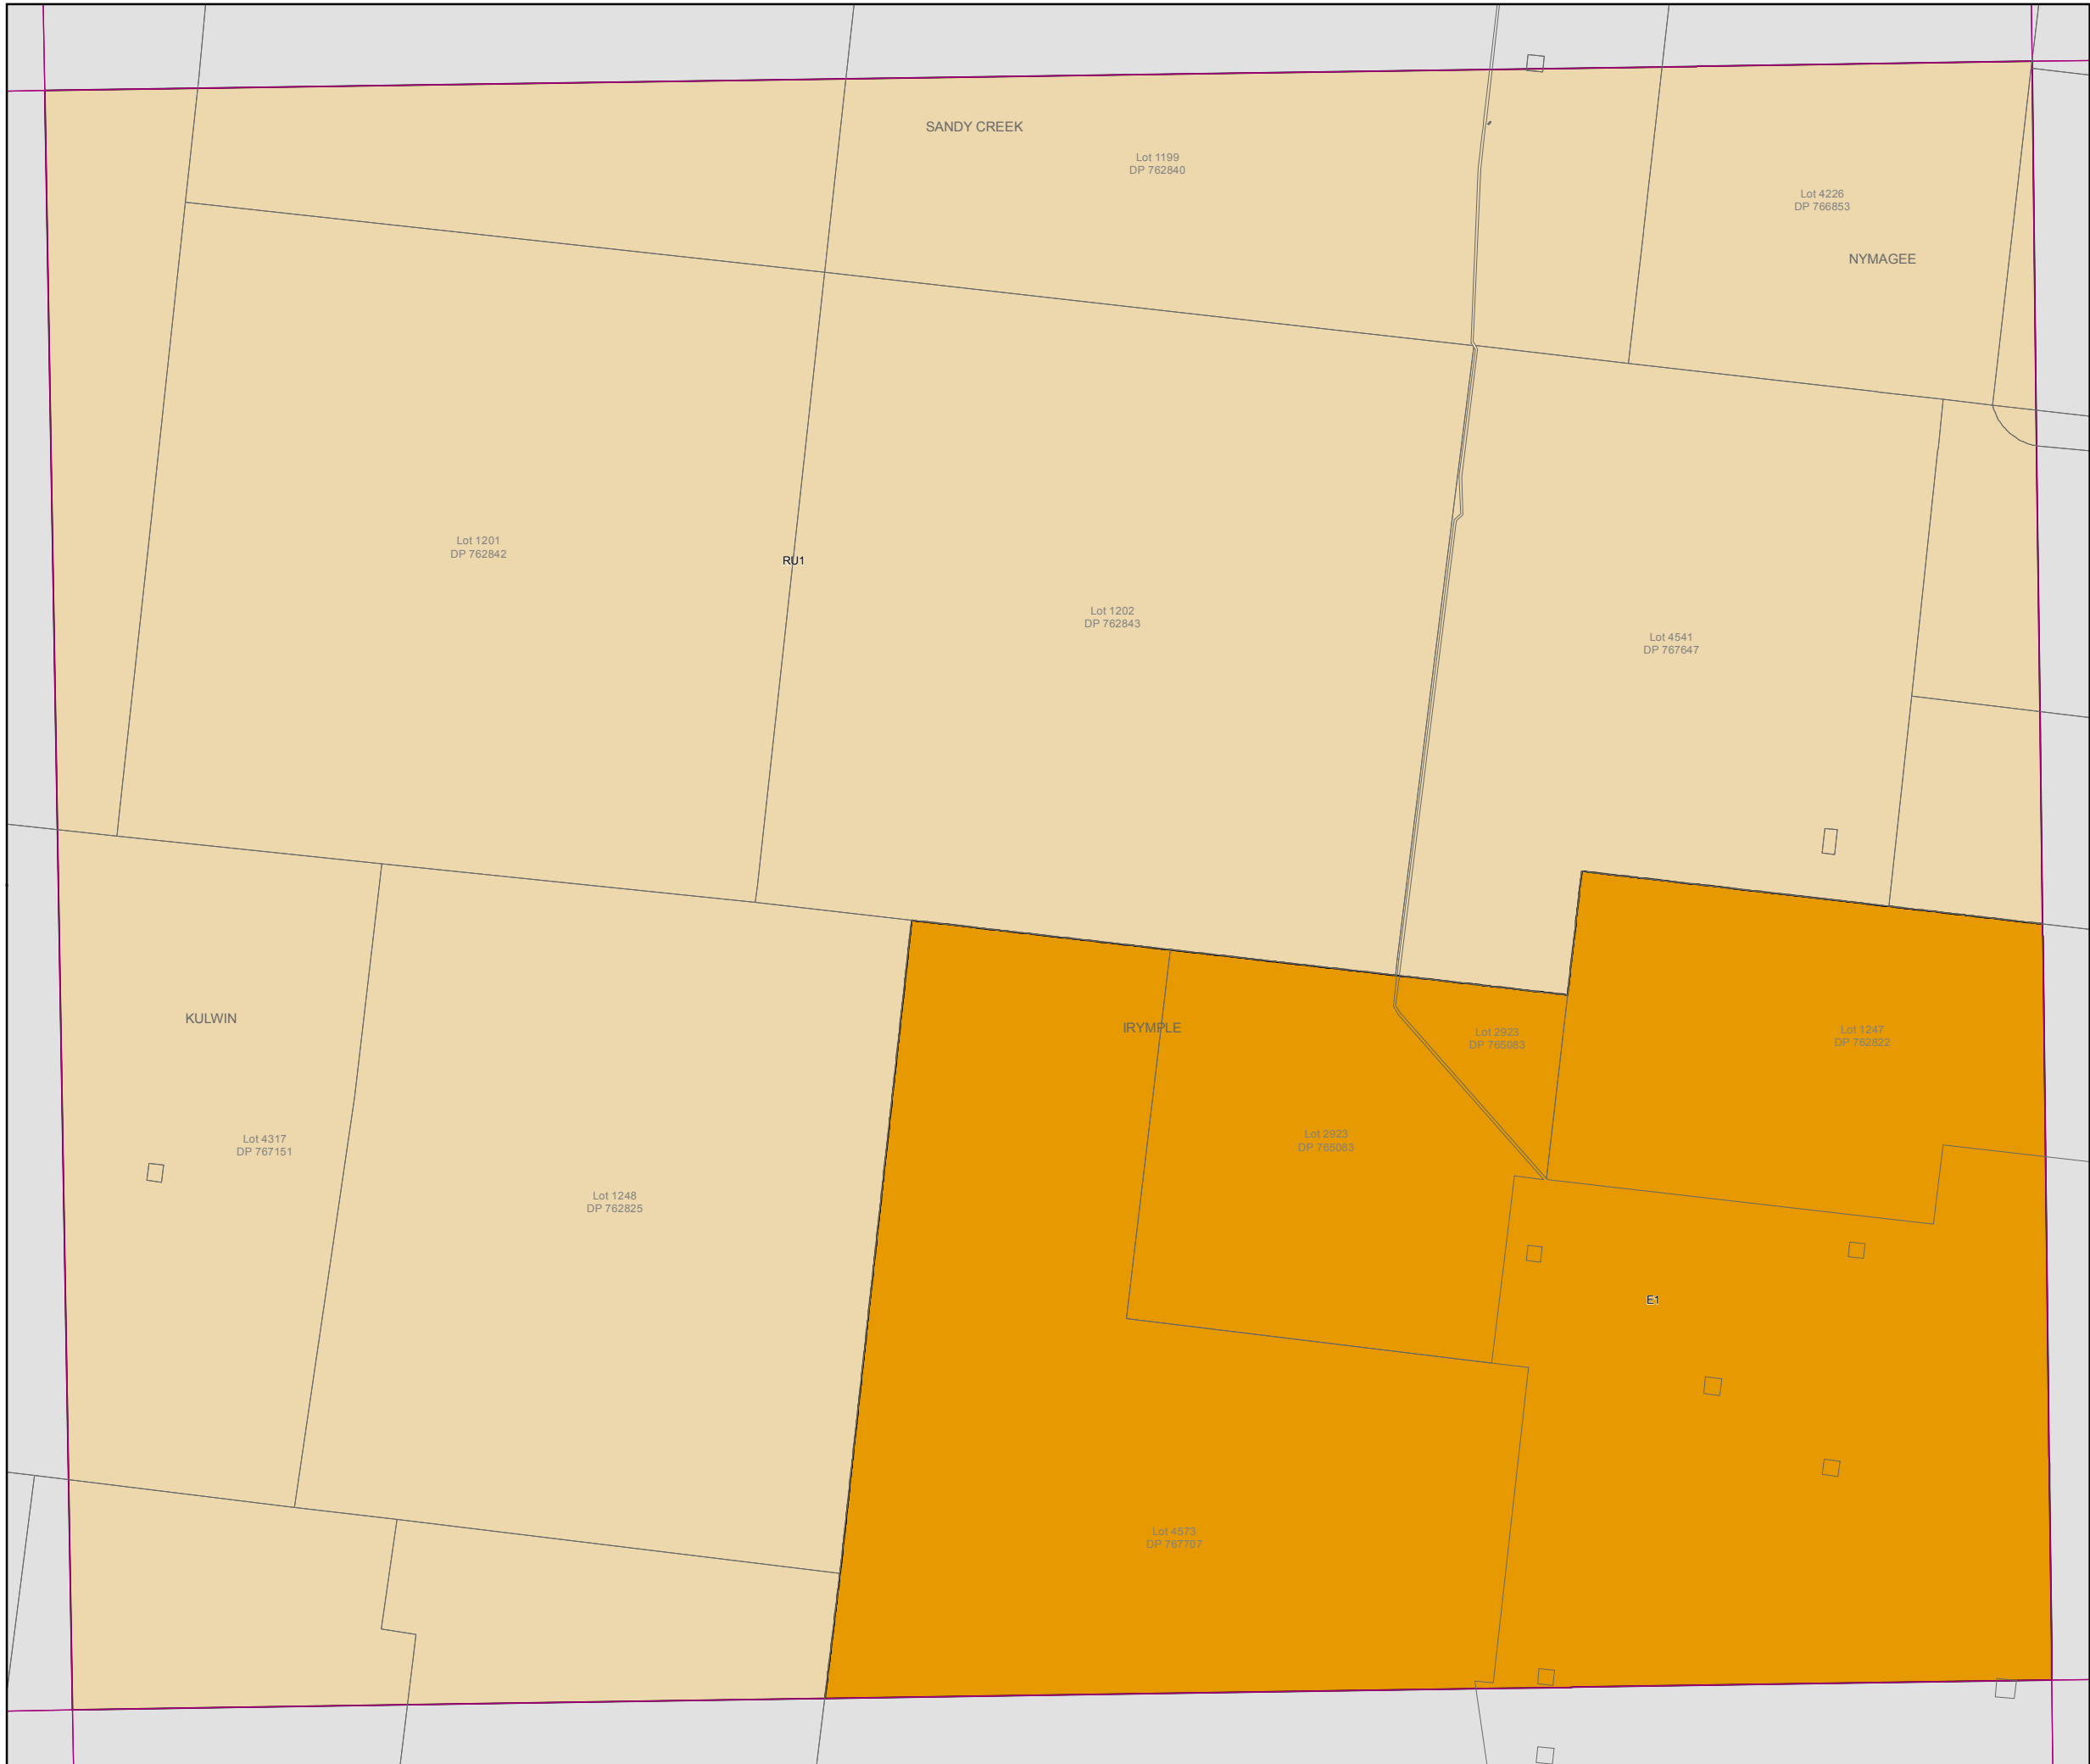 SANDY CREEK
Lot 1199
DP 762840
Lot 4226
DP 766853
NYMAGEE
Lot 1201
DP 762842
RU1
Lot 1202
DP 762843
Lot 4541
DP 767647
KULWIN
IRYMPLE
Lot 2923
DP 765083
Lot 1247
DP 762822
Lot 4317
DP 767151
Lot 2923
DP 765083
Lot 1248
DP 762825
E1
Lot 4573
DP 767707